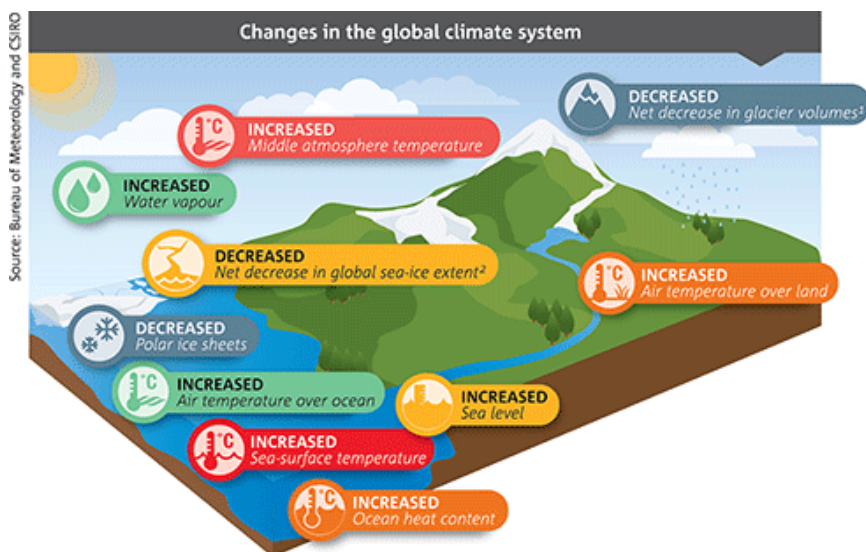 Changes in the global climate system
Source: Bureau of Meteorology and CSIRO
DECREASED
Net decrease in glacier volumes¹
°C
INCREASED
Middle atmosphere temperature
INCREASED
Water vapour
DECREASED
Net decrease in global sea-ice extent²
°C
INCREASED
Air temperature over land
DECREASED
Polar ice sheets
°C
INCREASED
Air temperature over ocean
INCREASED
Sea level
°C
INCREASED
Sea-surface temperature
°C
INCREASED
Ocean heat content